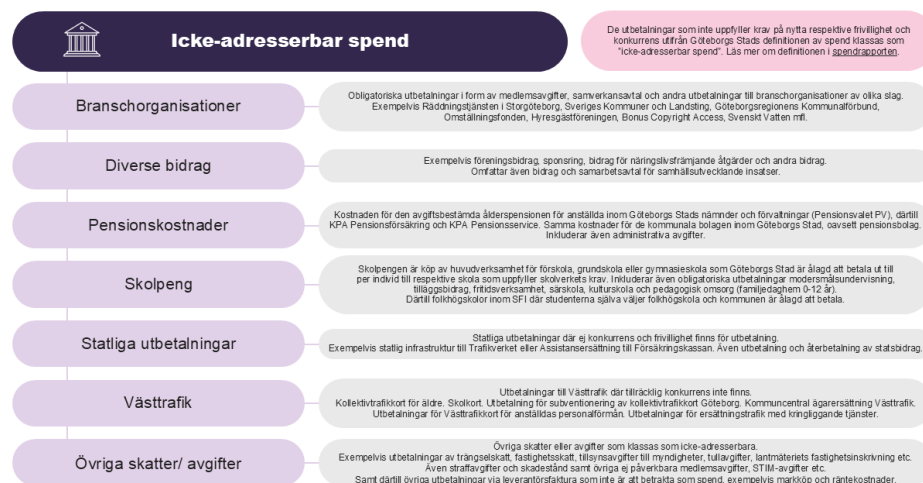 Icke-adresserbar spend
De utbetalningar som inte uppfyller krav på nytta respektive frivillighet och
konkurrens utifrån Göteborgs Stads definitionen av spend klassas som
"icke-adresserbar spend". Läs mer om definitionen i spendrapporten.
Branschorganisationer
Obligatoriska utbetalningar i form av medlemsavgifter, samverkansavtal och andra utbetalningar till branschorganisationer av olika slag.
Exempelvis Räddningstjänsten i Storgöteborg, Sveriges Kommuner och Landsting, Göteborgsregionens Kommunalförbund,
Omställningsfonden, Hyresgästföreningen, Bonus Copyright Access, Svenskt Vatten mfl.
Diverse bidrag
Exempelvis föreningsbidrag, sponsring, bidrag för näringslivsfrämjande åtgärder och andra bidrag.
Omfattar även bidrag och samarbetsavtal för samhällsutvecklande insatser.
Pensionskostnader
Kostnaden för den avgiftsbestämda ålderspensionen för anställda inom Göteborgs Stads nämnder och förvaltningar (Pensionsvalet PV), därtill
KPA Pensionsförsäkring och KPA Pensionsservice. Samma kostnader för de kommunala bolagen inom Göteborgs Stad, oavsett pensionsbolag.
Inkluderar även administrativa avgifter.
Skolpeng
Skolpengen är köp av huvudverksamhet för förskola, grundskola eller gymnasieskola som Göteborgs Stad är ålagd att betala ut till
per individ till respektive skola som uppfyller skolverkets krav. Inkluderar även obligatoriska utbetalningar modersmålsundervisning,
tilläggsbidrag, fritidsverksamhet, särskola, kulturskola och pedagogisk omsorg (familjedaghem 0-12 år).
Därtill folkhögskolor inom SFI där studenterna själva väljer folkhögskola och kommunen är ålagd att betala.
Statliga utbetalningar
Statliga utbetalningar där ej konkurrens och frivillighet finns för utbetalning.
Exempelvis statlig infrastruktur till Trafikverket eller Assistansersättning till Försäkringskassan. Även utbetalning och återbetalning av statsbidrag.
Västtrafik
Utbetalningar till Västtrafik där tillräcklig konkurrens inte finns.
Kollektivtrafikkort för äldre. Skolkort. Utbetalning för subventionering av kollektivtrafikkort Göteborg. Kommuncentral ägarersättning Västtrafik.
Utbetalningar för Västtrafikkort för anställdas personalförmån. Utbetalningar för ersättningstrafik med kringliggande tjänster.
Övriga skatter/ avgifter
Övriga skatter eller avgifter som klassas som icke-adresserbara.
Exempelvis utbetalningar av trängselskatt, fastighetsskatt, tillsynsavgifter till myndigheter, tullavgifter, lantmäteriets fastighetsinskrivning etc.
Även straffavgifter och skadestånd samt övriga ej påverkbara medlemsavgifter, STIM-avgifter etc.
Samt därtill övriga utbetalningar via leverantörsfaktura som inte är att betrakta som spend, exempelvis markköp och räntekostnader.